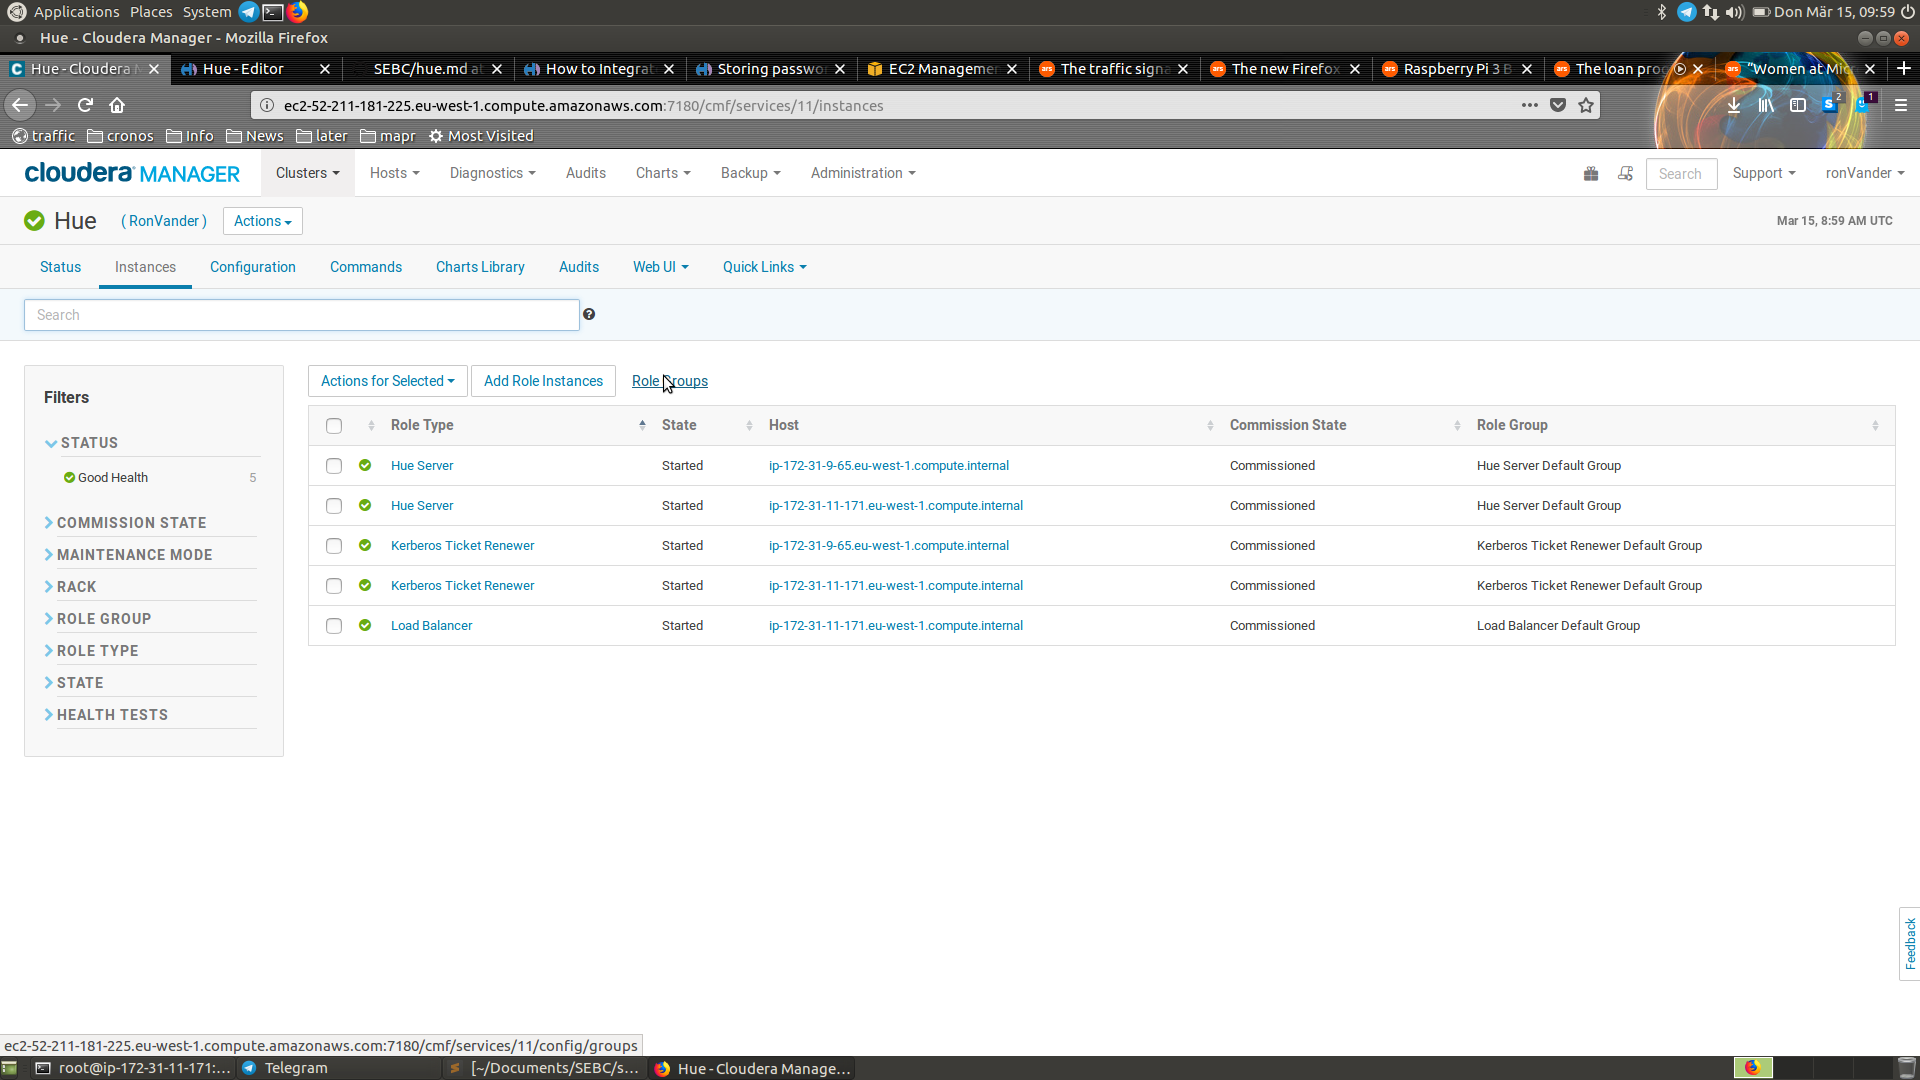 Applications Places System
Don Mär 15, 09:59
Hue - Cloudera Manager - Mozilla Firefox
Hue - Cloudera
Hue - Editor
SEBC/hue.md at
How to Integrat
Storing passwo
EC2 Manageme
The traffic signa
The new Firefox
Raspberry Pi 3 B
The loan pro
"Women at Mic
ec2-52-211-181-225.eu-west-1.compute.amazonaws.com:7180/cmf/services/11/instances
2
1
traffic cronos Info News later mapr Most Visited
cloudera MANAGER
Clusters Hosts Diagnostics Audits Charts Backup Administration
Search
Support
ronVander
Hue ( RonVander ) Actions
Mar 15, 8:59 AM UTC
Status Instances Configuration Commands Charts Library Audits Web UI Quick Links
Search
Filters
STATUS
Good Health 5
COMMISSION STATE
MAINTENANCE MODE
RACK
ROLE GROUP
ROLE TYPE
STATE
HEALTH TESTS
Actions for Selected Add Role Instances Role Groups
Role Type State Host Commission State Role Group
Hue Server Started ip-172-31-9-65.eu-west-1.compute.internal Commissioned Hue Server Default Group
Hue Server Started ip-172-31-11-171.eu-west-1.compute.internal Commissioned Hue Server Default Group
Kerberos Ticket Renewer Started ip-172-31-9-65.eu-west-1.compute.internal Commissioned Kerberos Ticket Renewer Default Group
Kerberos Ticket Renewer Started ip-172-31-11-171.eu-west-1.compute.internal Commissioned Kerberos Ticket Renewer Default Group
Load Balancer Started ip-172-31-11-171.eu-west-1.compute.internal Commissioned Load Balancer Default Group
Feedback
ec2-52-211-181-225.eu-west-1.compute.amazonaws.com:7180/cmf/services/11/config/groups
root@ip-172-31-11-171:...
Telegram
[~/Documents/SEBC/s...
Hue - Cloudera Manage...